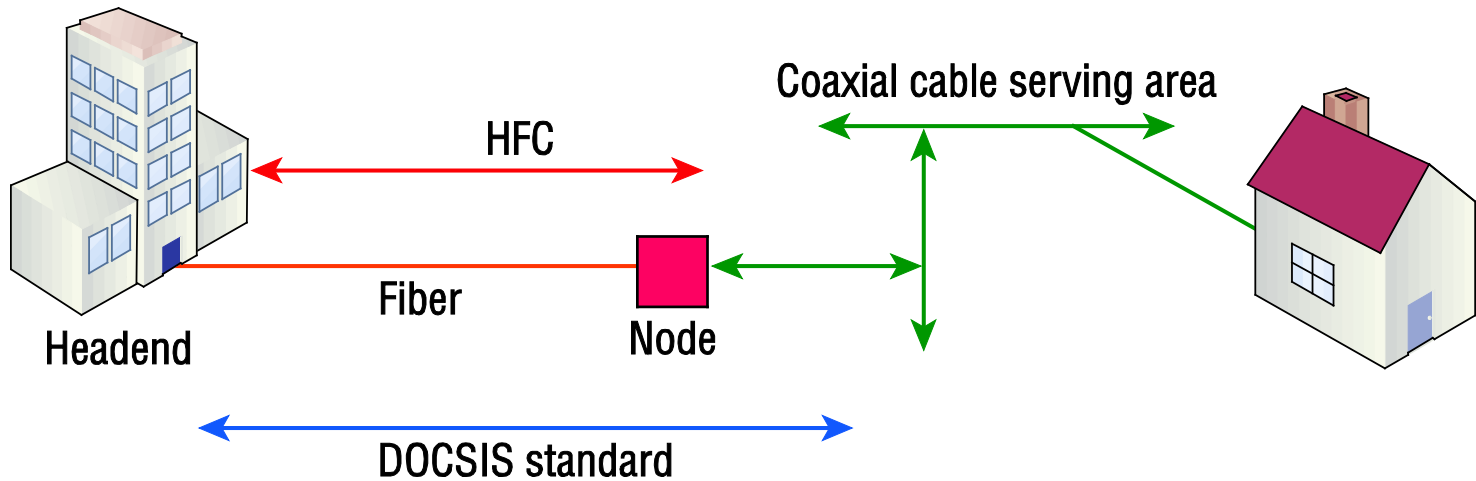 Coaxial cable serving area
HFC
Fiber
Headend
Node
DOCSIS standard